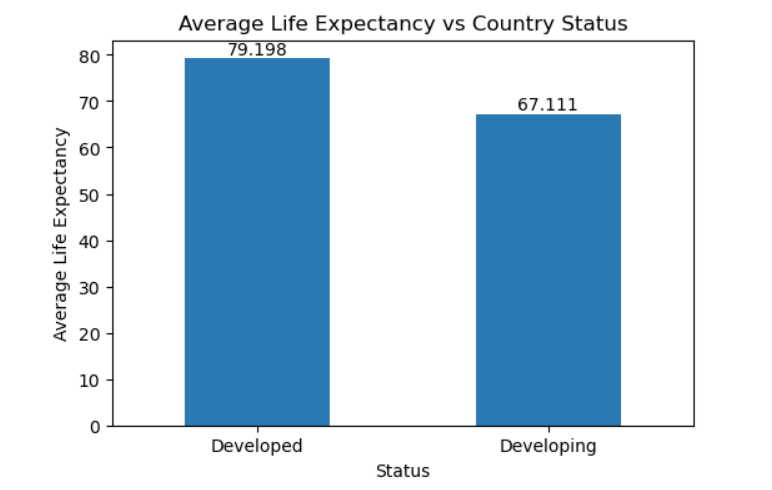 Average Life Expectancy vs Country Status
79.198
67.111
80
70
60
50
40
30
20
10
0
Average Life Expectancy
Developed
Developing
Status